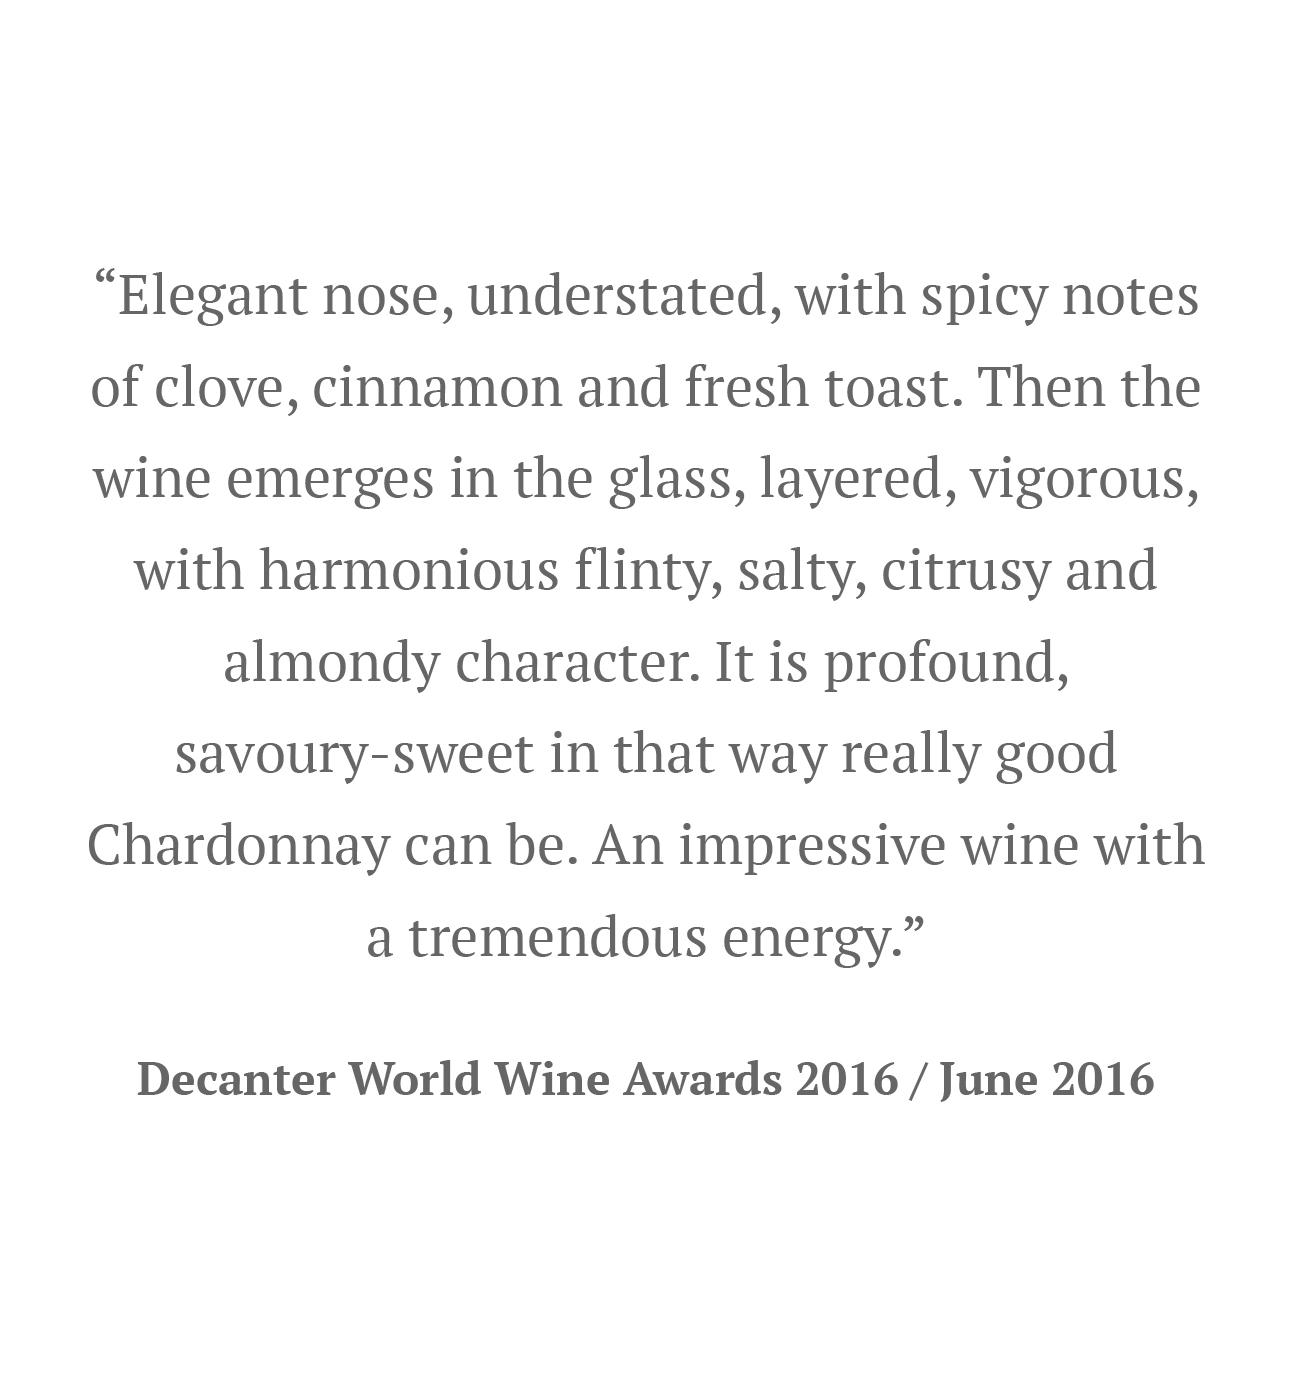 “Elegant nose, understated, with spicy notes
of clove, cinnamon and fresh toast. Then the
wine emerges in the glass, layered, vigorous,
with harmonious flinty, salty, citrusy and
almondy character. It is profound,
savoury-sweet in that way really good
Chardonnay can be. An impressive wine with
a tremendous energy.”
Decanter World Wine Awards 2016 / June 2016